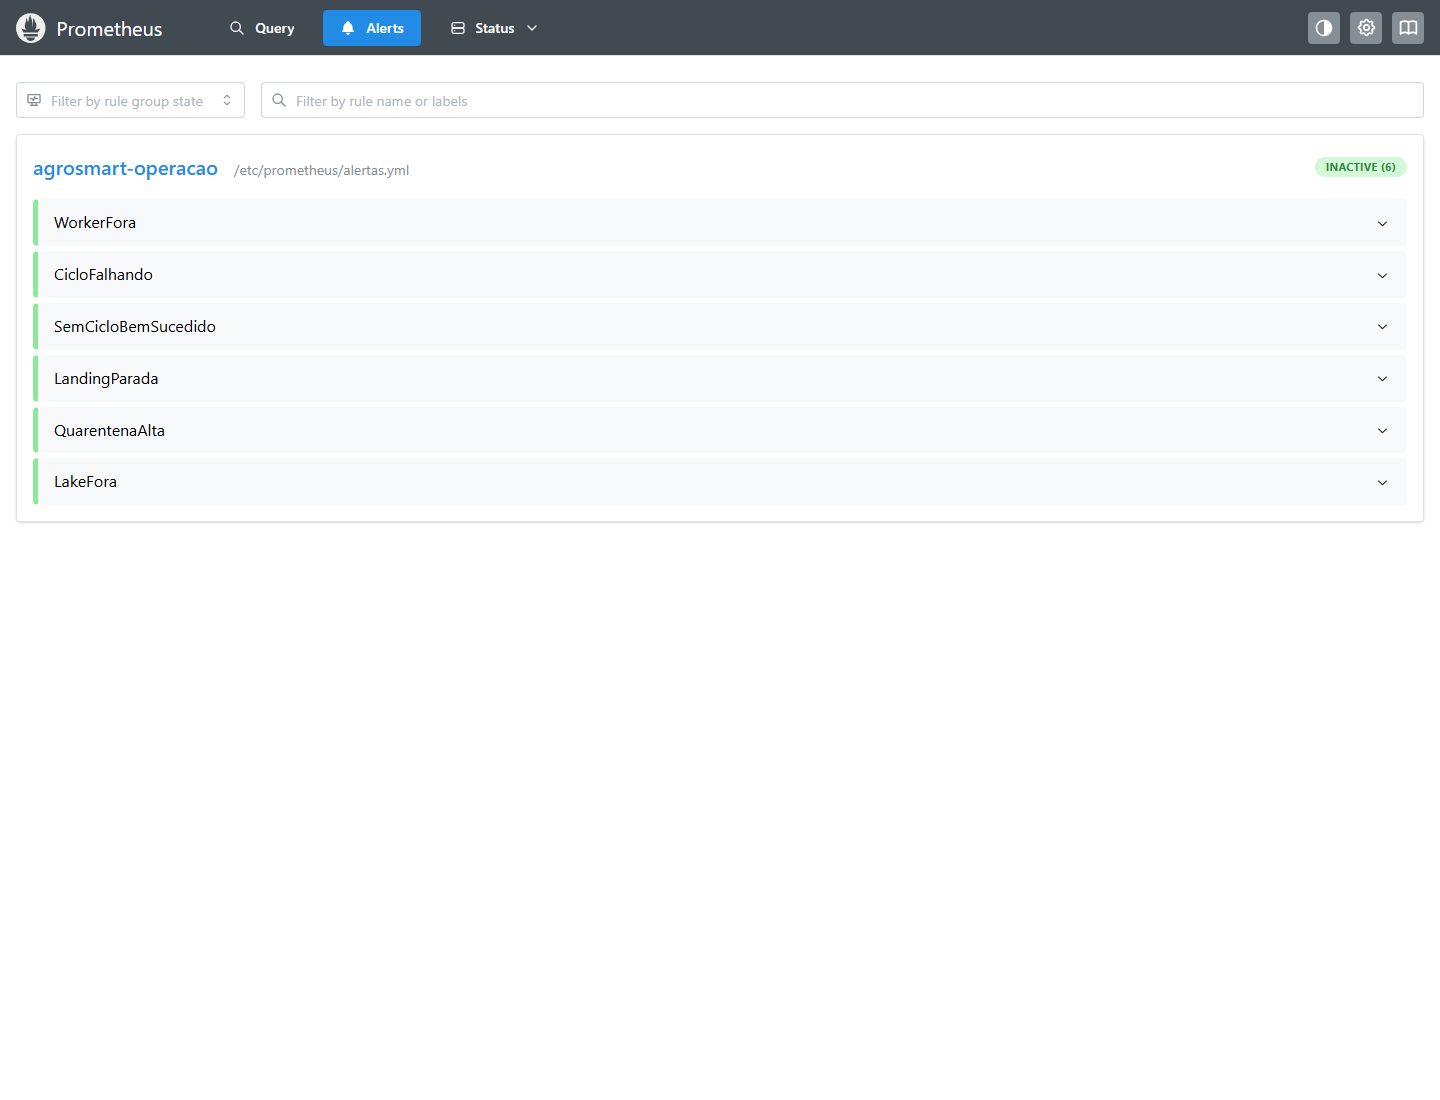 Prometheus Query Alerts Status
Filter by rule group state Filter by rule name or labels
agrosmart-operacao /etc/prometheus/alertas.yml INACTIVE (6)
WorkerFora
CicloFalhando
SemCicloBemSucedido
LandingParada
QuarentenaAlta
LakeFora